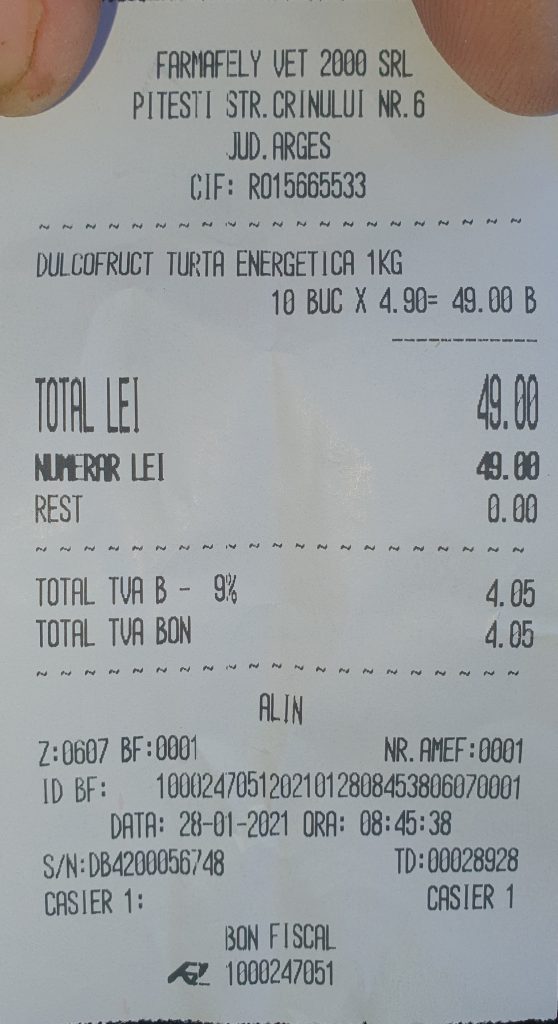 FARMAFELY VET 2000 SRL
PITESTI STR.CRINULUI NR.6
JUD.ARGES
CIF: RO15665533
~ ~ ~ ~ ~ ~ ~ ~ ~ ~ ~ ~ ~ ~ ~ ~ ~ ~ ~ ~ ~
DULCOFRUCT TURTA ENERGETICA 1KG
10 BUC X 4.90= 49.00 B
------------
TOTAL LEI 49.00
NUMERAR LEI 49.00
REST 0.00
~ ~ ~ ~ ~ ~ ~ ~ ~ ~ ~ ~ ~ ~ ~ ~ ~ ~ ~ ~ ~
TOTAL TVA B - 9% 4.05
TOTAL TVA BON 4.05
~ ~ ~ ~ ~ ~ ~ ~ ~ ~ ~ ~ ~ ~ ~ ~ ~ ~ ~ ~ ~
ALIN
Z:0607 BF:0001 NR.AMEF:0001
ID BF: 1000247051202101280845380607​0001
DATA: 28-01-2021 ORA: 08:45:38
S/N:DB4200056748 TD:00028928
CASIER 1: CASIER 1
BON FISCAL
1000247051